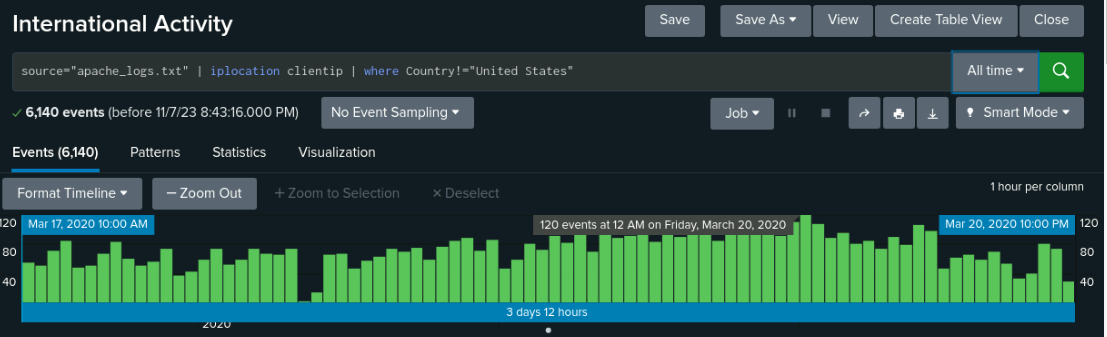 International Activity
Save
Save As
View
Create Table View
Close
source="apache_logs.txt" | iplocation clientip | where Country!="United States"
All time
6,140 events (before 11/7/23 8:43:16.000 PM)
No Event Sampling
Job
Smart Mode
Events (6,140)
Patterns
Statistics
Visualization
Format Timeline
— Zoom Out
+ Zoom to Selection
× Deselect
1 hour per column
120
Mar 17, 2020 10:00 AM
120 events at 12 AM on Friday, March 20, 2020
Mar 20, 2020 10:00 PM
120
80
80
40
40
3 days 12 hours
2020